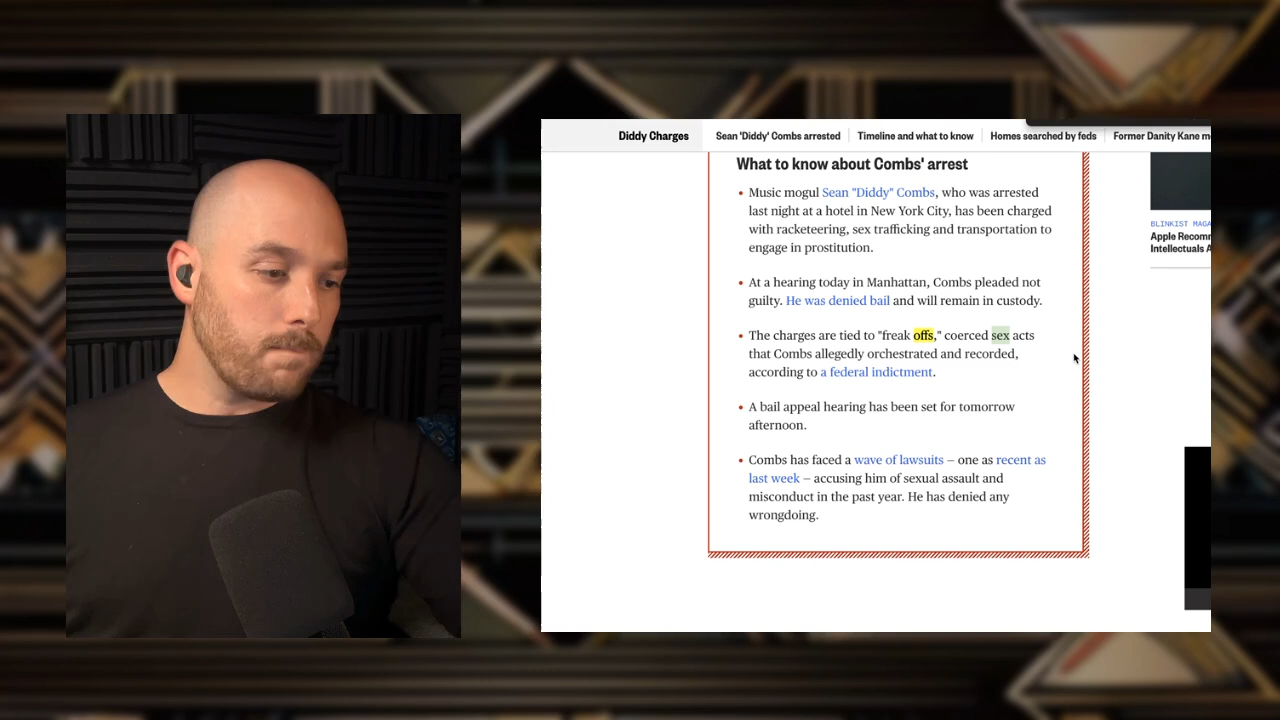 Diddy Charges
Sean 'Diddy' Combs arrested
Timeline and what to know
Homes searched by feds
Former Danity Kane
What to know about Combs' arrest
• Music mogul Sean "Diddy" Combs, who was arrested
last night at a hotel in New York City, has been charged
with racketeering, sex trafficking and transportation to
engage in prostitution.
• At a hearing today in Manhattan, Combs pleaded not
guilty. He was denied bail and will remain in custody.
• The charges are tied to "freak offs," coerced sex acts
that Combs allegedly orchestrated and recorded,
according to a federal indictment.
• A bail appeal hearing has been set for tomorrow
afternoon.
• Combs has faced a wave of lawsuits — one as recent as
last week — accusing him of sexual assault and
misconduct in the past year. He has denied any
wrongdoing.
BLINKIST
Apple
Intellectuals